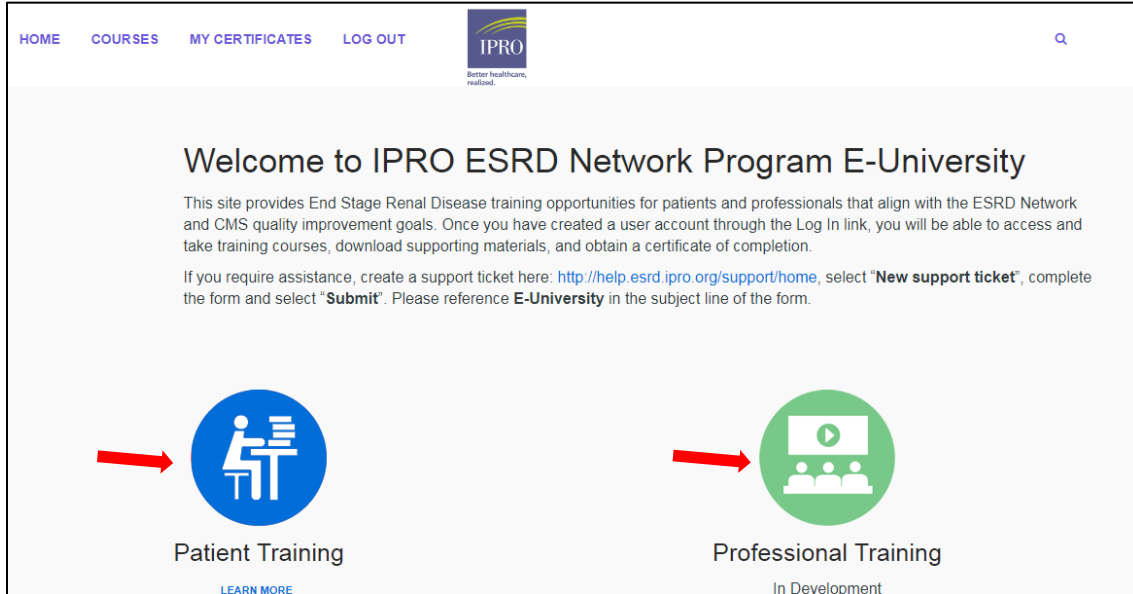 HOME COURSES MY CERTIFICATES LOG OUT
IPRO
Better healthcare,
realized.
Welcome to IPRO ESRD Network Program E-University
This site provides End Stage Renal Disease training opportunities for patients and professionals that align with the ESRD Network
and CMS quality improvement goals. Once you have created a user account through the Log In link, you will be able to access and
take training courses, download supporting materials, and obtain a certificate of completion.
If you require assistance, create a support ticket here: http://help.esrd.ipro.org/support/home, select “New support ticket”, complete
the form and select “Submit”. Please reference E-University in the subject line of the form.
Patient Training
LEARN MORE
Professional Training
In Development